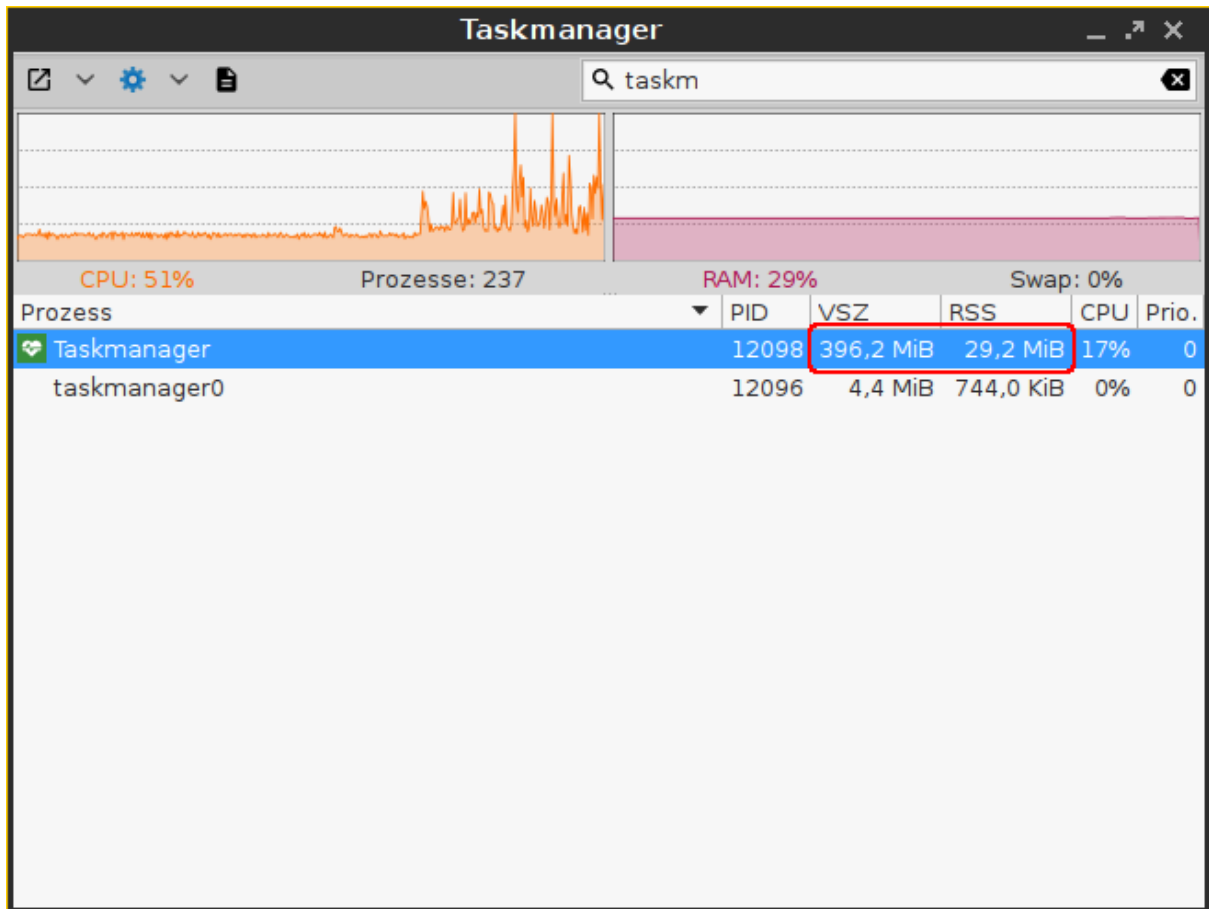 Taskmanager
taskm
CPU: 51% Prozesse: 237 RAM: 29% Swap: 0%
Prozess PID VSZ RSS CPU Prio.
Taskmanager 12098 396,2 MiB 29,2 MiB 17% 0
taskmanager0 12096 4,4 MiB 744,0 KiB 0% 0